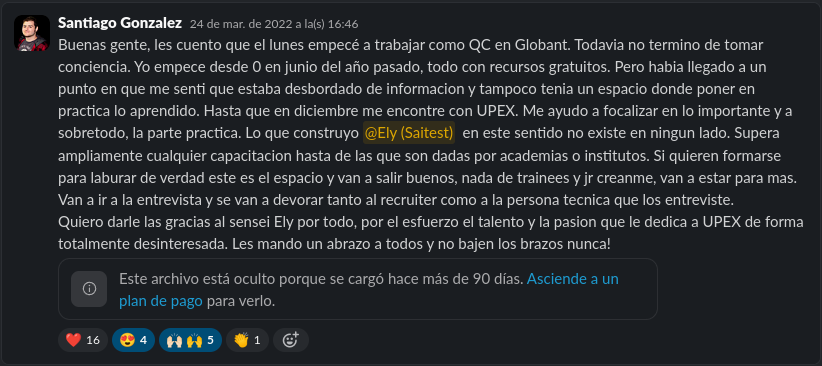 Santiago Gonzalez 24 de mar. de 2022 a la(s) 16:46
Buenas gente, les cuento que el lunes empecé a trabajar como QC en Globant. Todavia no termino de tomar
conciencia. Yo empece desde 0 en junio del año pasado, todo con recursos gratuitos. Pero habia llegado a un
punto en que me senti que estaba desbordado de informacion y tampoco tenia un espacio donde poner en
practica lo aprendido. Hasta que en diciembre me encontre con UPEX. Me ayudo a focalizar en lo importante y a
sobretodo, la parte practica. Lo que construyo @Ely (Saitest) en este sentido no existe en ningun lado. Supera
ampliamente cualquier capacitacion hasta de las que son dadas por academias o institutos. Si quieren formarse
para laburar de verdad este es el espacio y van a salir buenos, nada de trainees y jr creanme, van a estar para mas.
Van a ir a la entrevista y se van a devorar tanto al recruiter como a la persona tecnica que los entreviste.
Quiero darle las gracias al sensei Ely por todo, por el esfuerzo el talento y la pasion que le dedica a UPEX de forma
totalmente desinteresada. Les mando un abrazo a todos y no bajen los brazos nunca!
Este archivo está oculto porque se cargó hace más de 90 días. Asciende a un
plan de pago para verlo.
❤️ 16 😍 4 🙌🏻 🙌 5 👏 1